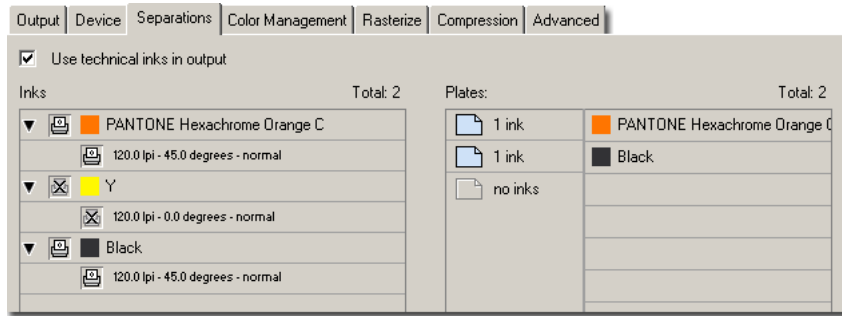 Output Device Separations Color Management Rasterize Compression Advanced
Use technical inks in output
Inks Total: 2
PANTONE Hexachrome Orange C
120.0 lpi - 45.0 degrees - normal
Y
120.0 lpi - 0.0 degrees - normal
Black
120.0 lpi - 45.0 degrees - normal
Plates: Total: 2
1 ink PANTONE Hexachrome Orange C
1 ink Black
no inks